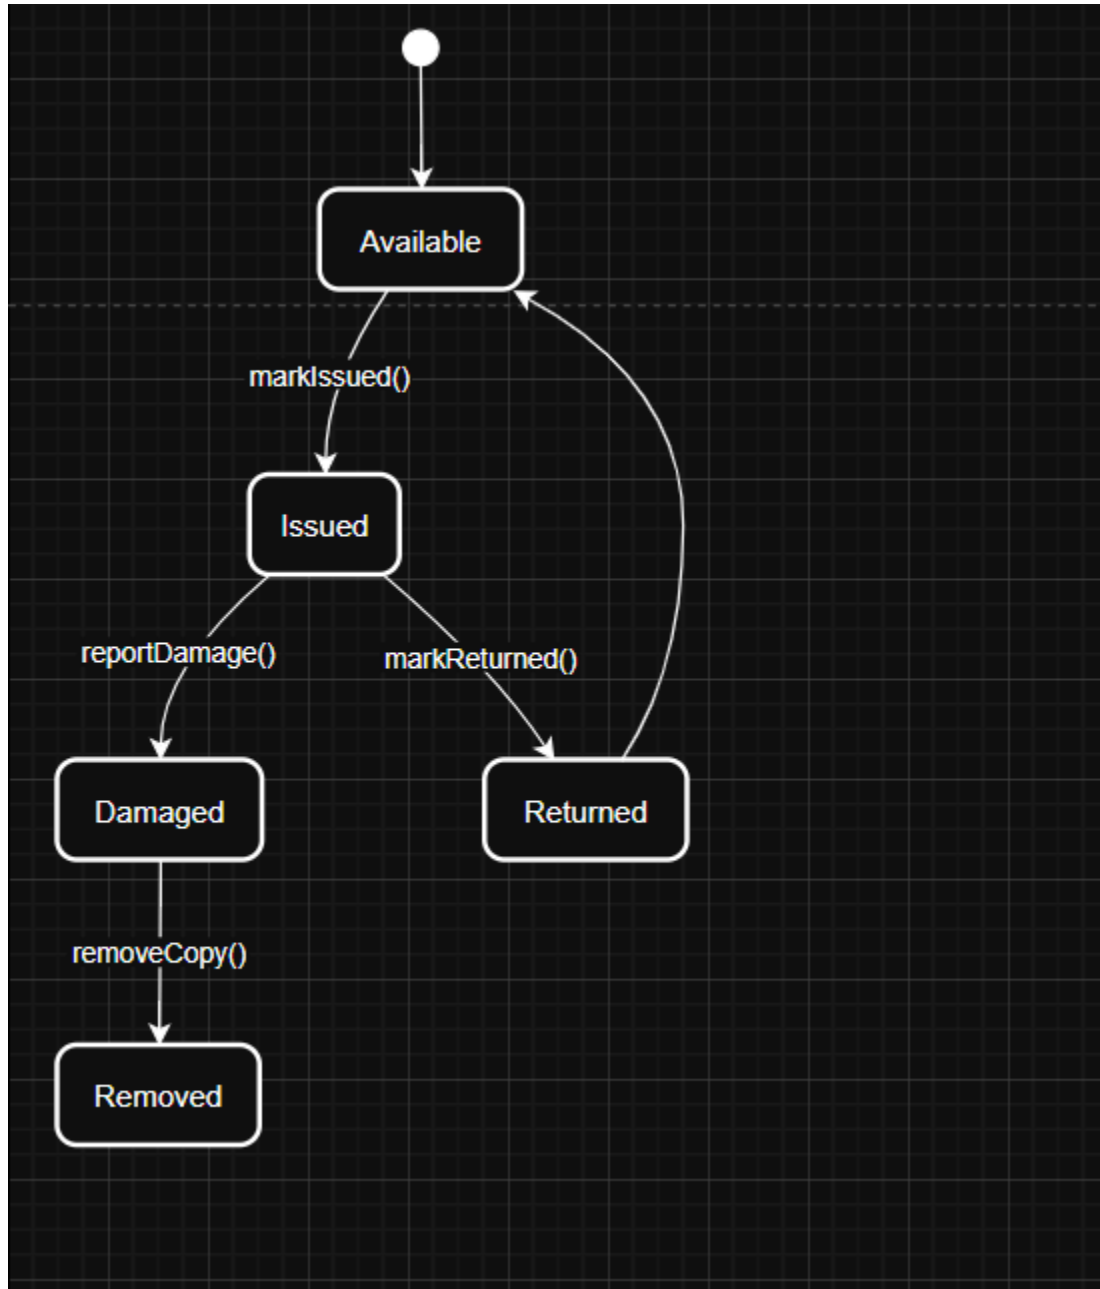 Available
markIssued()
Issued
reportDamage()
markReturned()
Damaged
Returned
removeCopy()
Removed